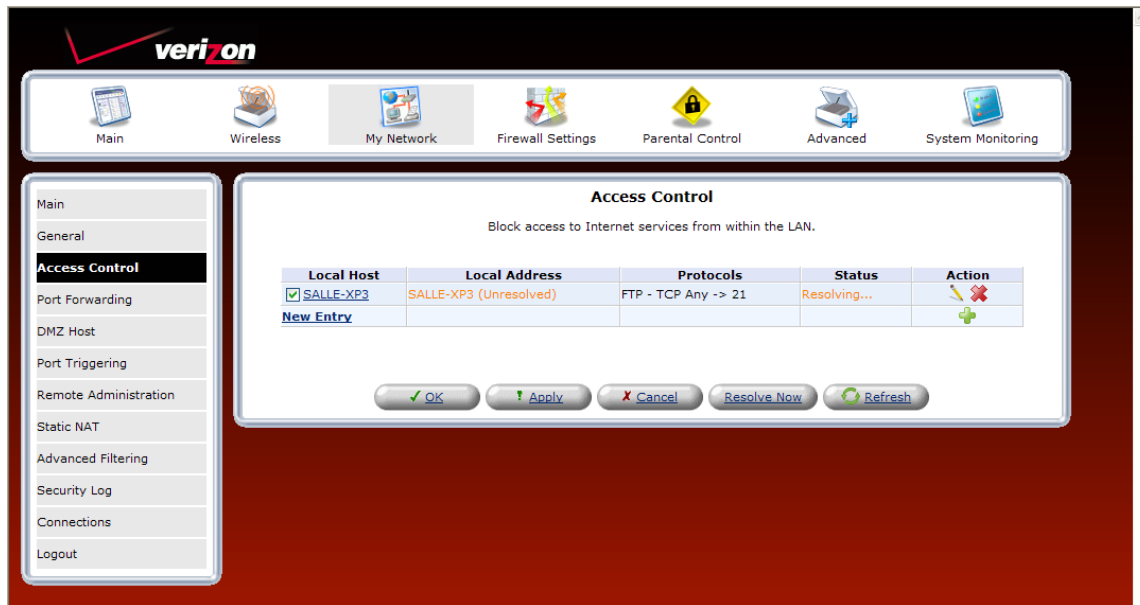 verizon
Main
Wireless
My Network
Firewall Settings
Parental Control
Advanced
System Monitoring
Main
General
Access Control
Port Forwarding
DMZ Host
Port Triggering
Remote Administration
Static NAT
Advanced Filtering
Security Log
Connections
Logout
Access Control
Block access to Internet services from within the LAN.
Local Host Local Address Protocols Status Action
SALLE-XP3 SALLE-XP3 (Unresolved) FTP - TCP Any -> 21 Resolving...
New Entry
OK Apply Cancel Resolve Now Refresh